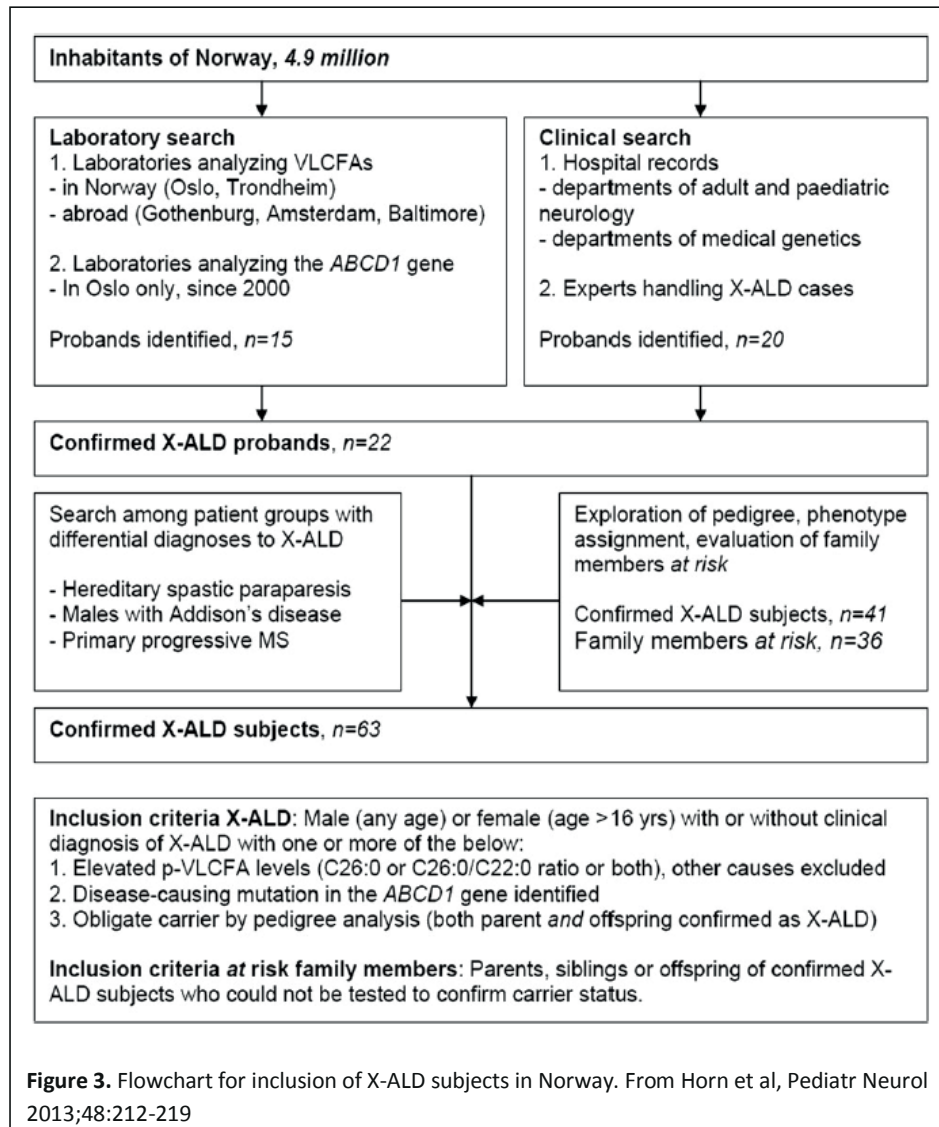 Inhabitants of Norway, 4.9 million
Laboratory search
1. Laboratories analyzing VLCFAs
- in Norway (Oslo, Trondheim)
- abroad (Gothenburg, Amsterdam, Baltimore)
2. Laboratories analyzing the ABCD1 gene
- In Oslo only, since 2000
Probands identified, n=15
Clinical search
1. Hospital records
- departments of adult and paediatric
neurology
- departments of medical genetics
2. Experts handling X-ALD cases
Probands identified, n=20
Confirmed X-ALD probands, n=22
Search among patient groups with
differential diagnoses to X-ALD
- Hereditary spastic paraparesis
- Males with Addison's disease
- Primary progressive MS
Exploration of pedigree, phenotype
assignment, evaluation of family
members at risk
Confirmed X-ALD subjects, n=41
Family members at risk, n=36
Confirmed X-ALD subjects, n=63
Inclusion criteria X-ALD: Male (any age) or female (age >16 yrs) with or without clinical
diagnosis of X-ALD with one or more of the below:
1. Elevated p-VLCFA levels (C26:0 or C26:0/C22:0 ratio or both), other causes excluded
2. Disease-causing mutation in the ABCD1 gene identified
3. Obligate carrier by pedigree analysis (both parent and offspring confirmed as X-ALD)
Inclusion criteria at risk family members: Parents, siblings or offspring of confirmed X-
ALD subjects who could not be tested to confirm carrier status.
Figure 3. Flowchart for inclusion of X-ALD subjects in Norway. From Horn et al, Pediatr Neurol
2013;48:212-219